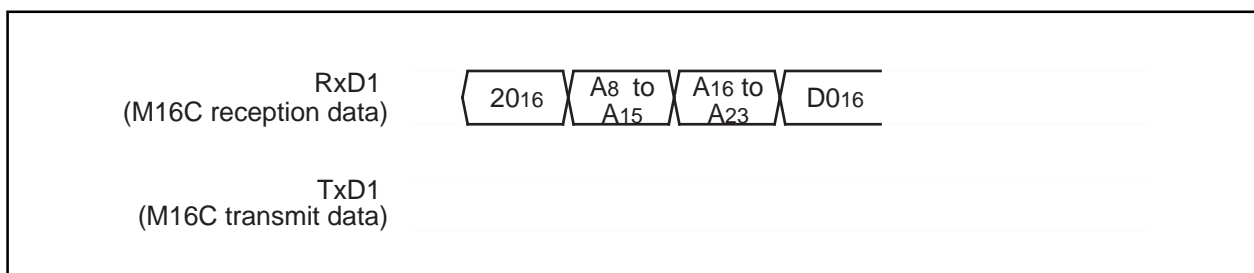 RxD1
(M16C reception data)
2016
A8 to
A15
A16 to
A23
D016
TxD1
(M16C transmit data)